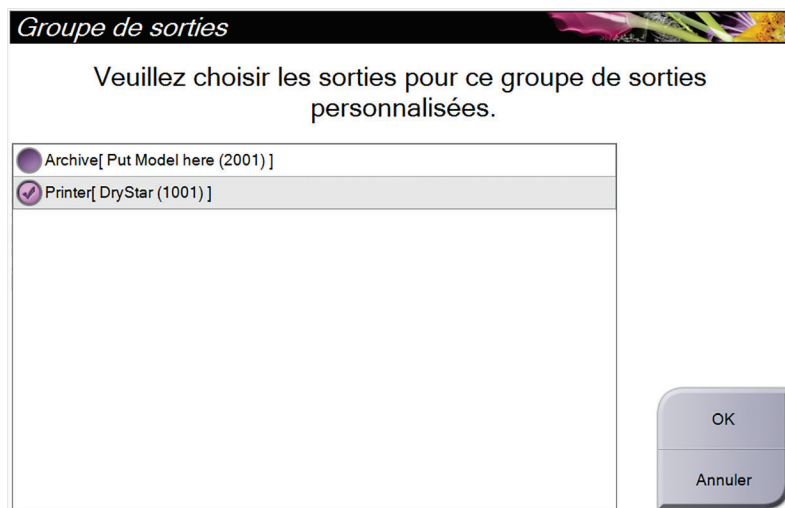 Groupe de sorties
Veuillez choisir les sorties pour ce groupe de sorties
personnalisées.
Archive[ Put Model here (2001) ]
Printer[ DryStar (1001) ]
OK
Annuler